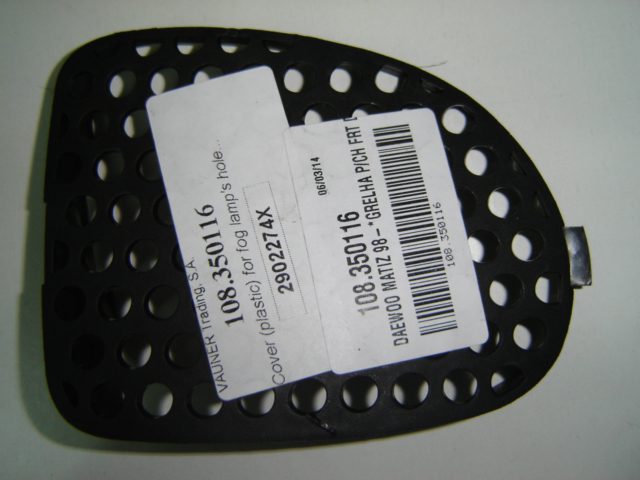 VAUNER Trading, S.A.
108.350116
Cover (plastic) for fog lamp's hole...
2902274X
06/03/14
108.350116
DAEWOO MATIZ 98 - *GRELHA P/CH FRT D
108.350116